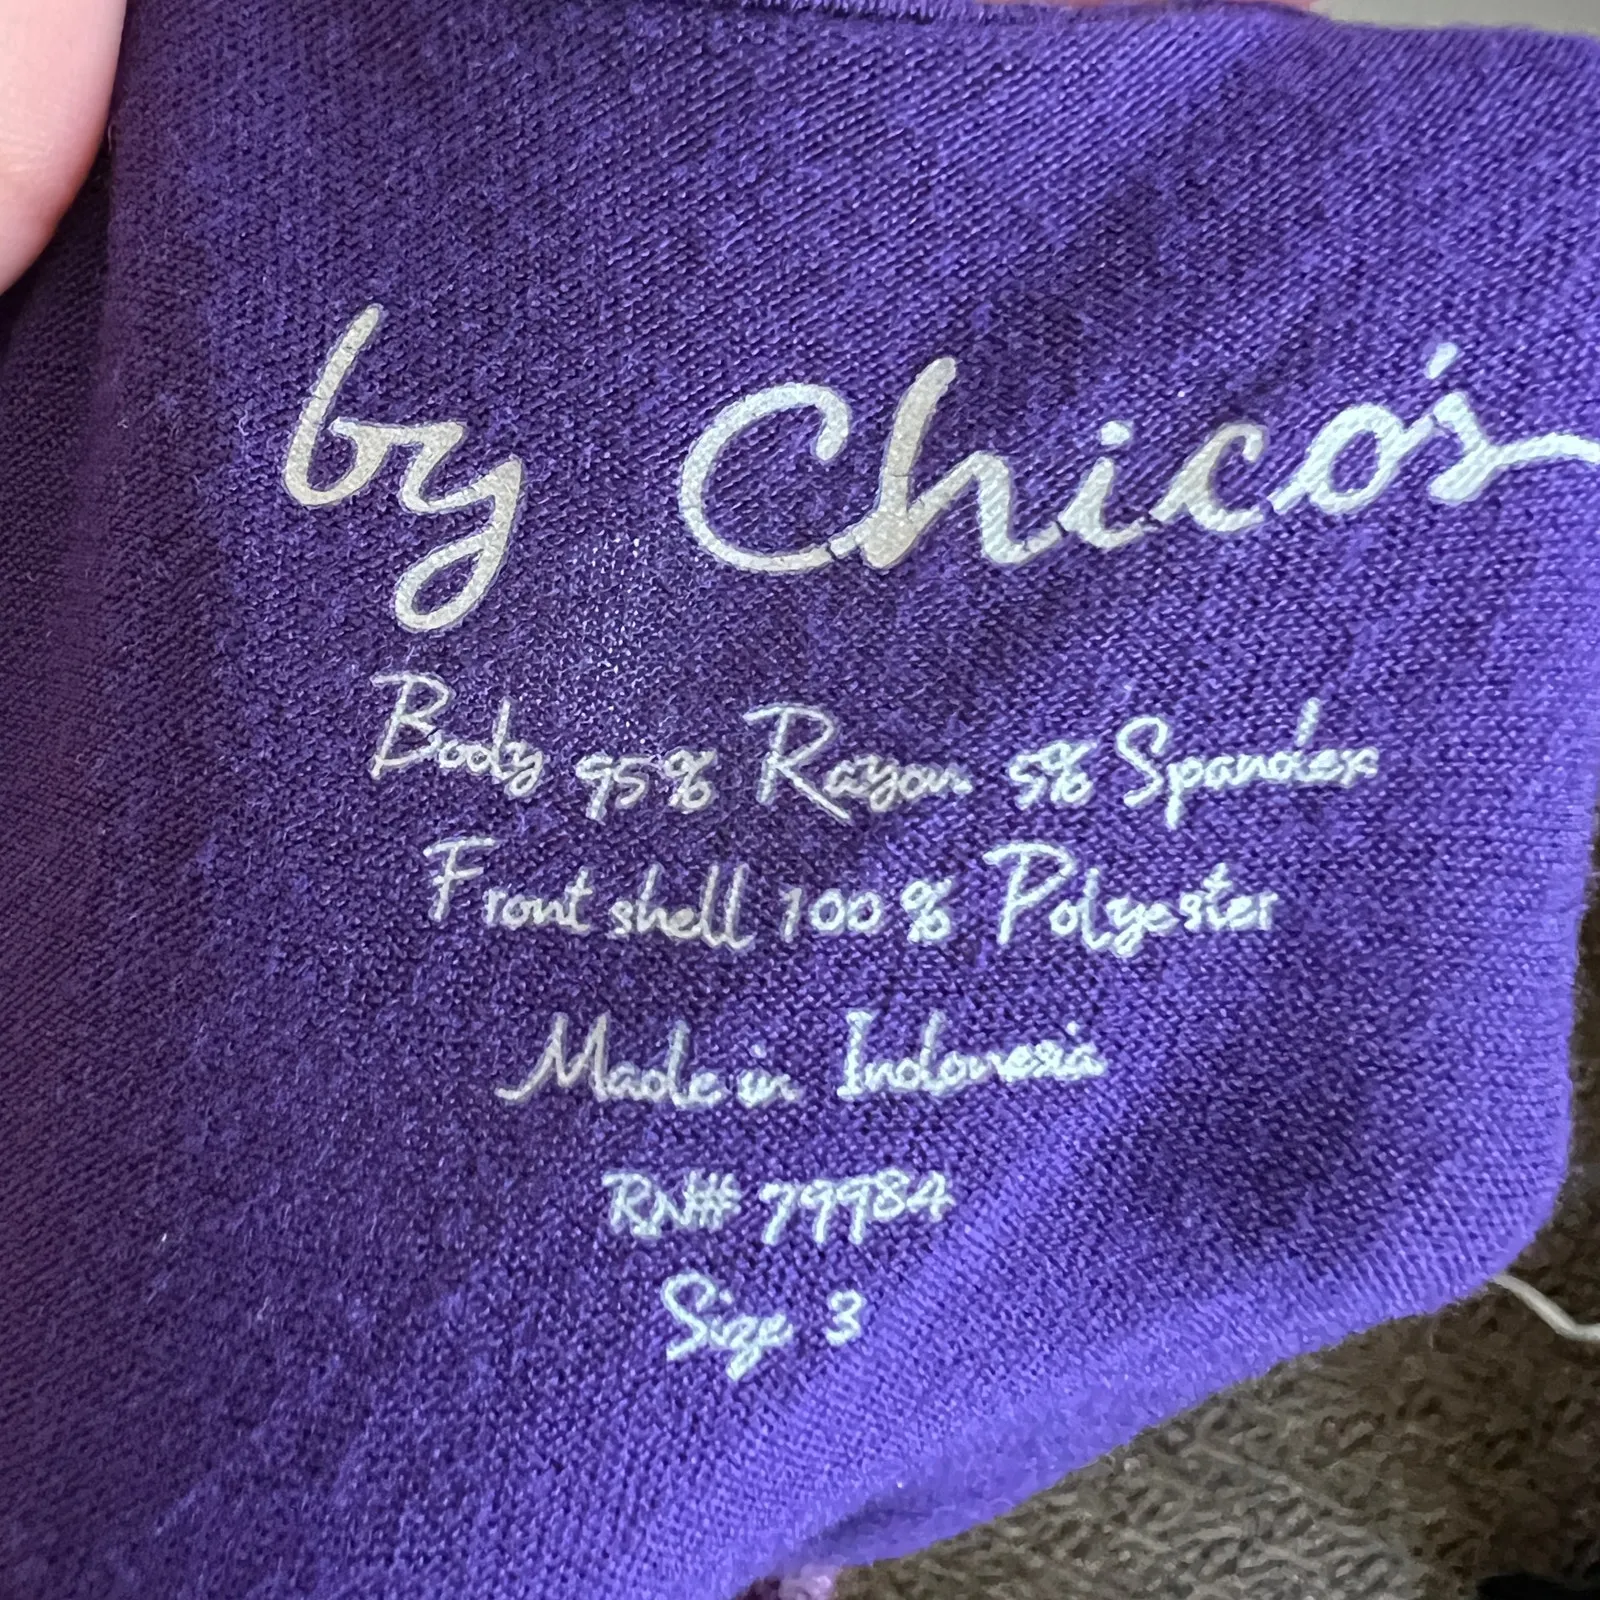 by Chico's
Body 95% Rayon 5% Spandex
Front shell 100% Polyester
Made in Indonesia
RN# 79984
Size 3